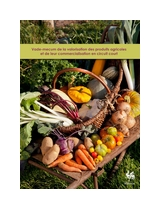 Vade-mecum de la valorisation des produits agricoles
et de leur commercialisation en circuit court